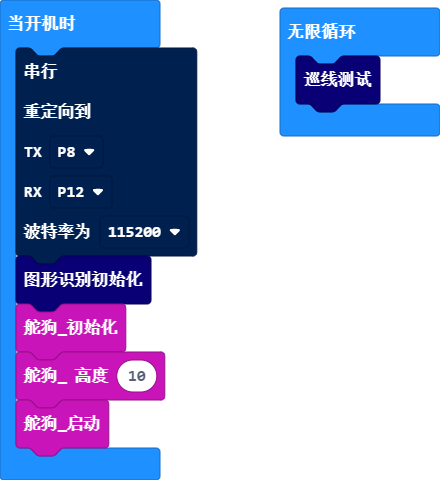 当开机时
串行
重定向到
TX P8
RX P12
波特率为 115200
图形识别初始化
舵狗_初始化
舵狗_ 高度 10
舵狗_启动
无限循环
巡线测试